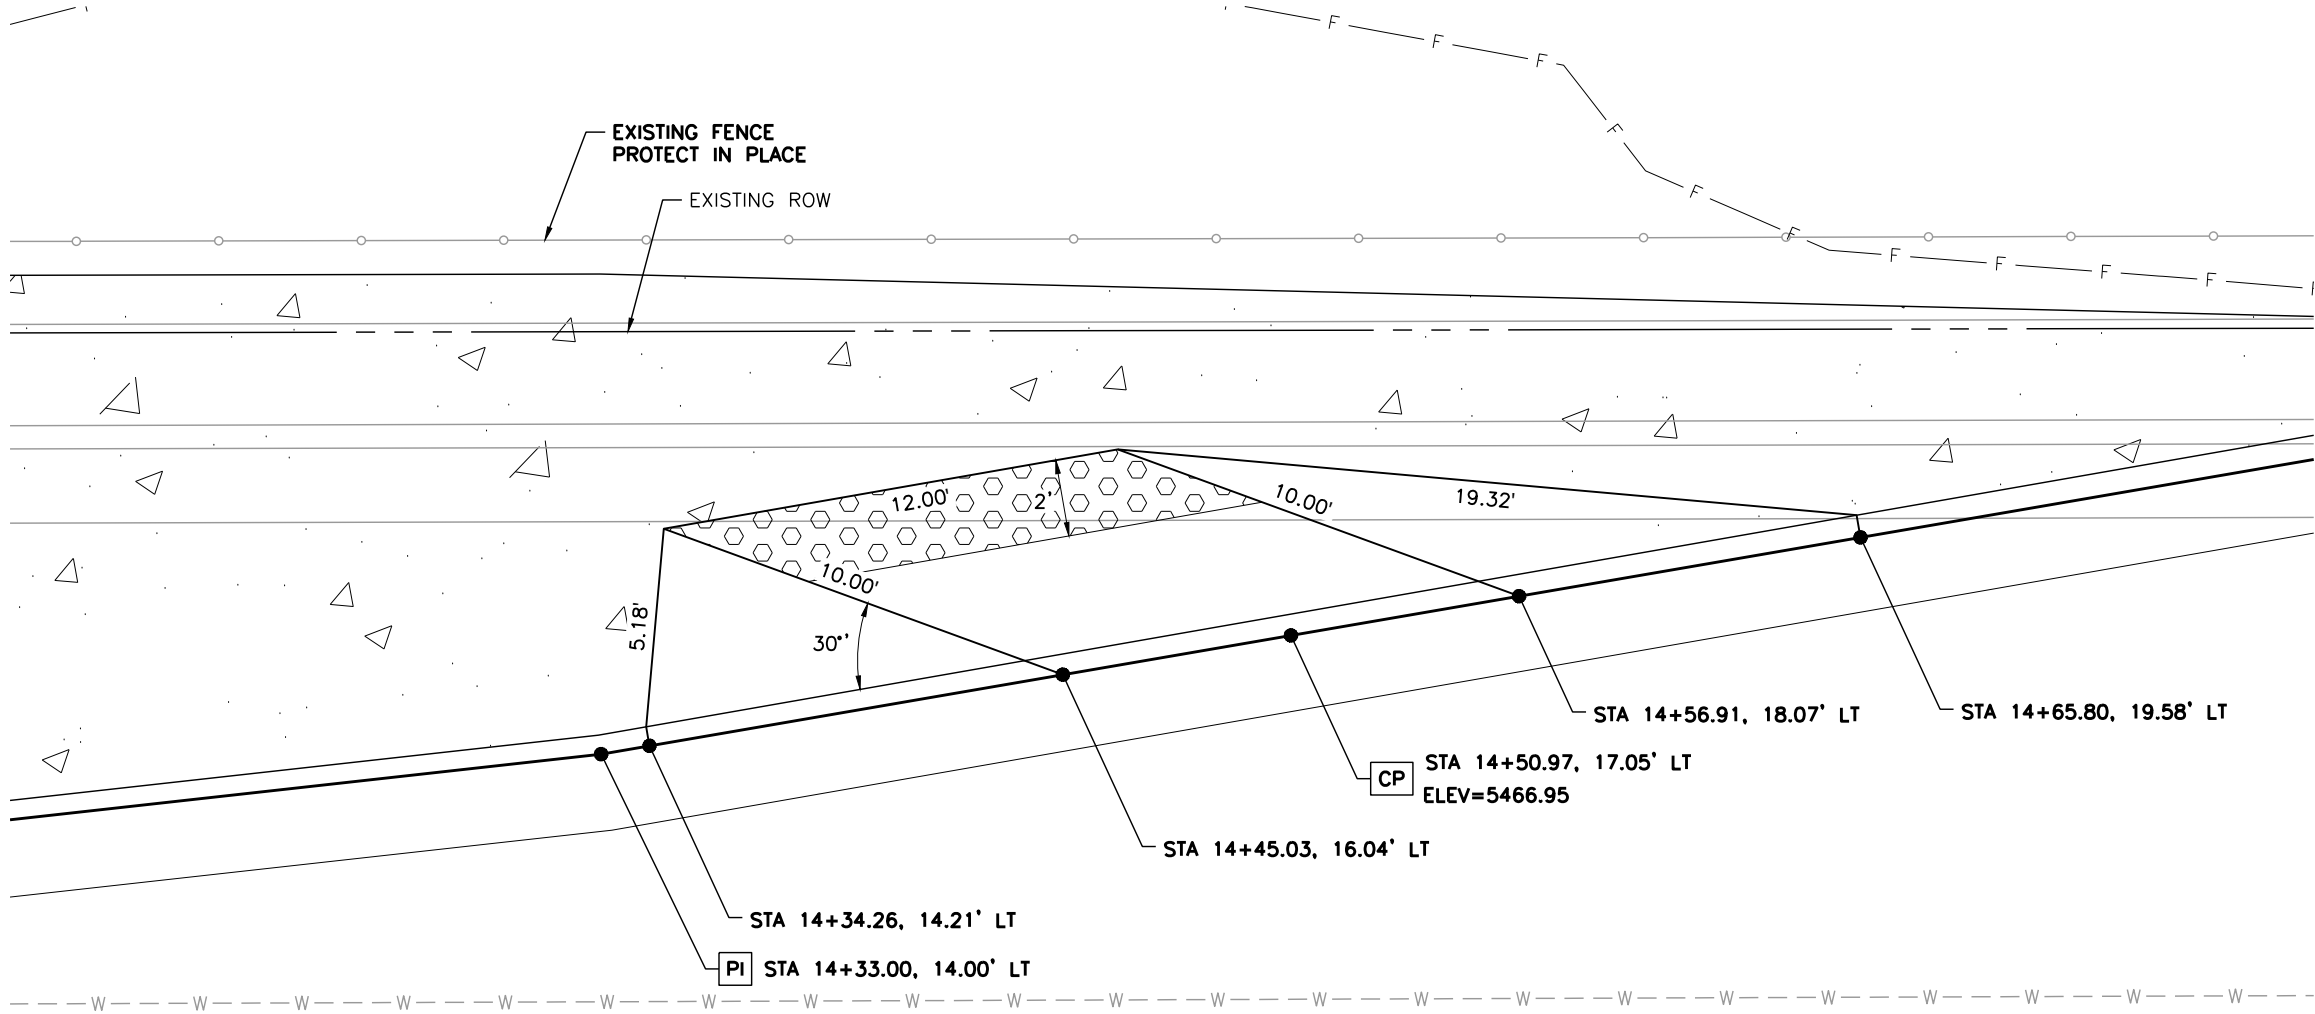 F F F
EXISTING FENCE
PROTECT IN PLACE
F
F
EXISTING ROW
F
F F F F F
12.00'
2'
10.00'
19.32'
10.00'
5.18'
30°'
STA 14+56.91, 18.07' LT
STA 14+65.80, 19.58' LT
CP
STA 14+50.97, 17.05' LT
ELEV=5466.95
STA 14+45.03, 16.04' LT
STA 14+34.26, 14.21' LT
PI STA 14+33.00, 14.00' LT
W W W W W W W W W W W W W W W W W W W W W W